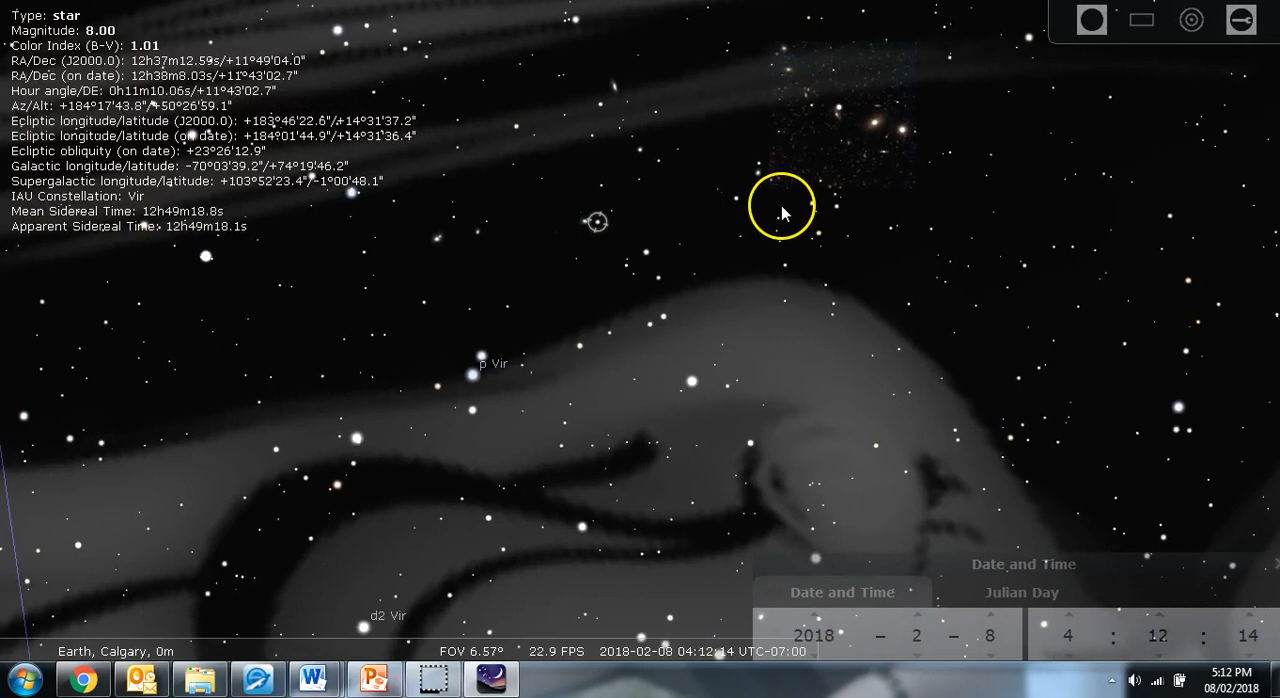 Type: star
Magnitude: 8.00
Color Index (B-V): 1.01
RA/Dec (J2000.0): 12h37m12.59s/+11°49'04.0"
RA/Dec (on date): 12h38m8.03s/+11°43'02.7"
Hour angle/DE: 0h11m10.06s/+11°43'02.7"
Az/Alt: +184°17'43.8"/+50°26'59.1"
Ecliptic longitude/latitude (J2000.0): +183°46'22.6"/+14°31'37.2"
Ecliptic longitude/latitude (on date): +184°01'44.9"/+14°31'36.4"
Ecliptic obliquity (on date): +23°26'12.9"
Galactic longitude/latitude: -70°03'39.2"/+74°19'46.2"
Supergalactic longitude/latitude: +103°52'23.4"/-1°00'48.1"
IAU Constellation: Vir
Mean Sidereal Time: 12h49m18.8s
Apparent Sidereal Time: 12h49m18.1s
ρ Vir
d2 Vir
Date and Time
Date and Time Julian Day
2018 - 2 - 8 4 : 12 : 14
Earth, Calgary, 0m FOV 6.57° 22.9 FPS 2018-02-08 04:12:14 UTC-07:00
5:12 PM
08/02/2018